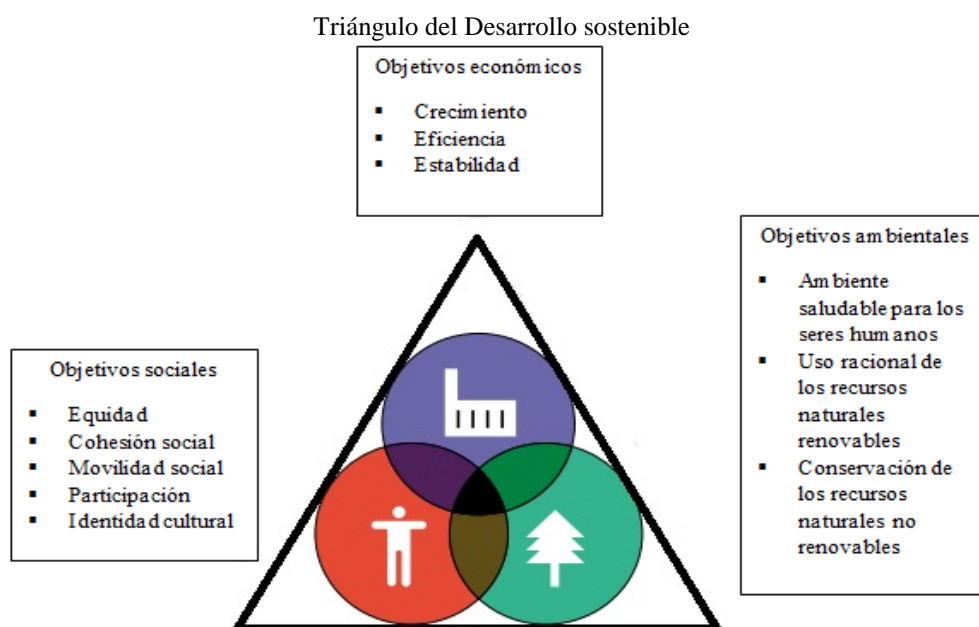 Triángulo del Desarrollo sostenible
Objetivos económicos
▪ Crecimiento
▪ Eficiencia
▪ Estabilidad
Objetivos sociales
▪ Equidad
▪ Cohesión social
▪ Movilidad social
▪ Participación
▪ Identidad cultural
Objetivos ambientales
▪ Ambiente
saludable para los
seres humanos
▪ Uso racional de
los recursos
naturales
renovables
▪ Conservación de
los recursos
naturales no
renovables